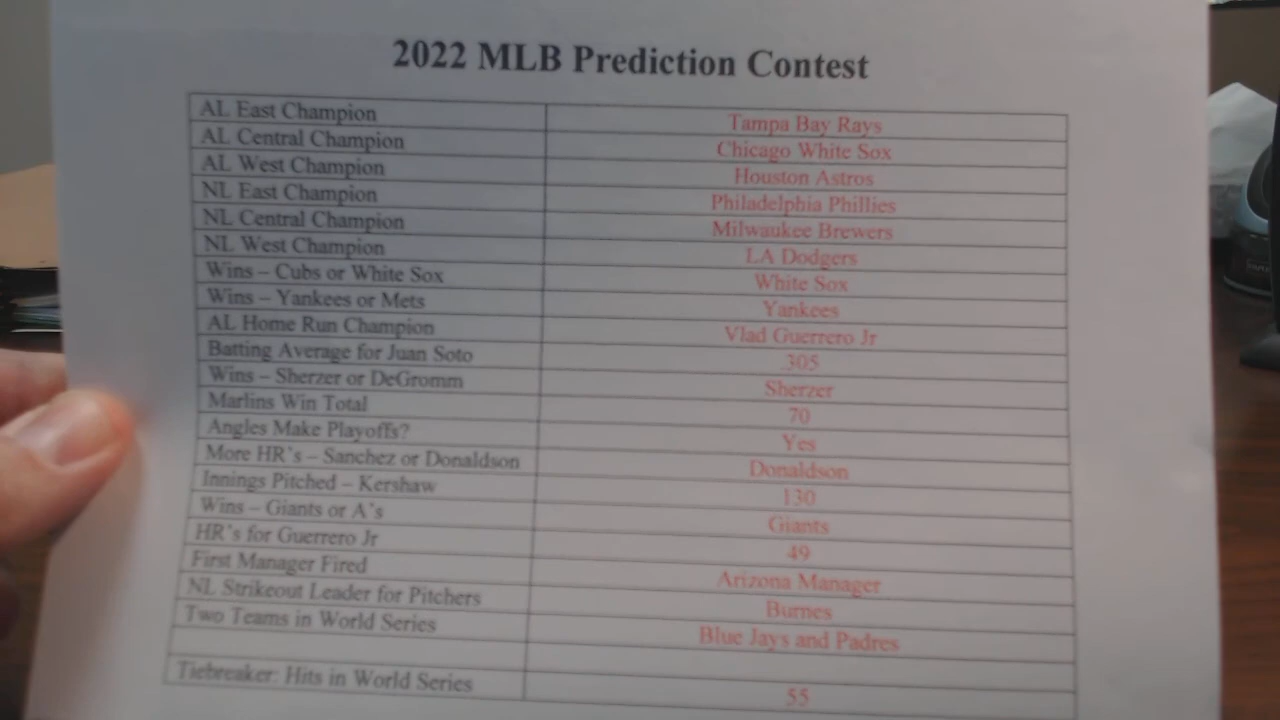 2022 MLB Prediction Contest
AL East Champion Tampa Bay Rays
AL Central Champion Chicago White Sox
AL West Champion Houston Astros
NL East Champion Philadelphia Phillies
NL Central Champion Milwaukee Brewers
NL West Champion LA Dodgers
Wins – Cubs or White Sox White Sox
Wins – Yankees or Mets Yankees
AL Home Run Champion Vlad Guerrero Jr
Batting Average for Juan Soto .305
Wins – Sherzer or DeGromm Sherzer
Marlins Win Total 70
Angles Make Playoffs? Yes
More HR's – Sanchez or Donaldson Donaldson
Innings Pitched – Kershaw 130
Wins – Giants or A's Giants
HR's for Guerrero Jr 49
First Manager Fired Arizona Manager
NL Strikeout Leader for Pitchers Burnes
Two Teams in World Series Blue Jays and Padres
Tiebreaker: Hits in World Series 55